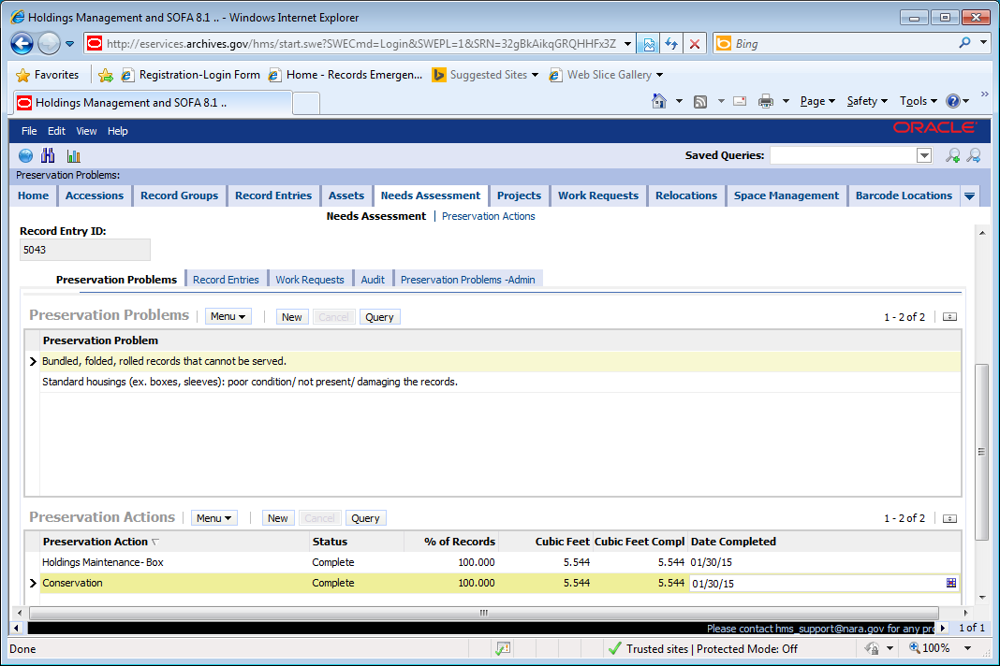 Holdings Management and SOFA 8.1 .. - Windows Internet Explorer
http://eservices.archives.gov/hms/start.swe?SWECmd=Login&SWEPL=1&SRN=32gBkAikqGRQHHFx3Z Bing
Favorites Registration-Login Form Home - Records Emergen... Suggested Sites Web Slice Gallery
Holdings Management and SOFA 8.1 .. Page Safety Tools
File Edit View Help ORACLE
Saved Queries:
Preservation Problems:
Home Accessions Record Groups Record Entries Assets Needs Assessment Projects Work Requests Relocations Space Management Barcode Locations
Needs Assessment | Preservation Actions
Record Entry ID:
5043
Preservation Problems Record Entries Work Requests Audit Preservation Problems -Admin
Preservation Problems Menu New Cancel Query 1 - 2 of 2
Preservation Problem
Bundled, folded, rolled records that cannot be served.
Standard housings (ex. boxes, sleeves): poor condition/ not present/ damaging the records.
Preservation Actions Menu New Cancel Query 1 - 2 of 2
Preservation Action Status % of Records Cubic Feet Cubic Feet Compl Date Completed
Holdings Maintenance- Box Complete 100.000 5.544 5.544 01/30/15
Conservation Complete 100.000 5.544 5.544 01/30/15
Please contact hms_support@nara.gov for any pro 1 of 1
Done Trusted sites | Protected Mode: Off 100%